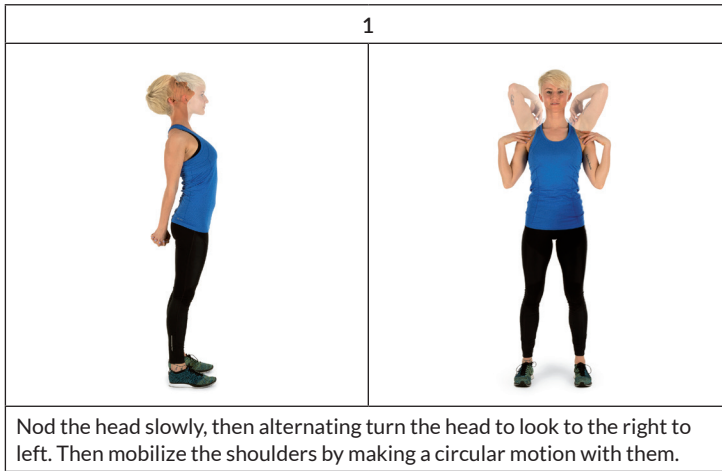 1
Nod the head slowly, then alternating turn the head to look to the right to
left. Then mobilize the shoulders by making a circular motion with them.